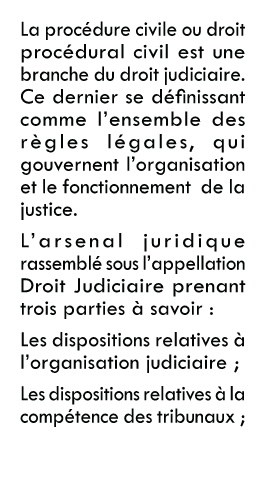 La procédure civile ou droit
procédural civil est une
branche du droit judiciaire.
Ce dernier se définissant
comme l'ensemble des
règles légales, qui
gouvernent l'organisation
et le fonctionnement de la
justice.
L'arsenal juridique
rassemblé sous l'appellation
Droit Judiciaire prenant
trois parties à savoir :
Les dispositions relatives à
l'organisation judiciaire ;
Les dispositions relatives à la
compétence des tribunaux ;